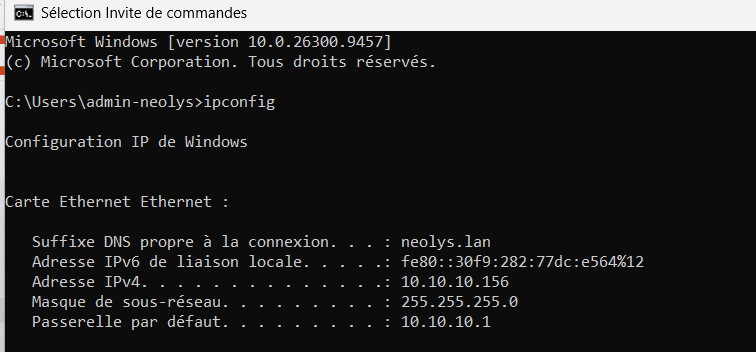 Sélection Invite de commandes
Microsoft Windows [version 10.0.26300.9457]
(c) Microsoft Corporation. Tous droits réservés.
C:\Users\admin-neolys>ipconfig
Configuration IP de Windows
Carte Ethernet Ethernet :
Suffixe DNS propre à la connexion. . . : neolys.lan
Adresse IPv6 de liaison locale. . . . .: fe80::30f9:282:77dc:e564%12
Adresse IPv4. . . . . . . . . . . . . .: 10.10.10.156
Masque de sous-réseau. . . . . . . . . : 255.255.255.0
Passerelle par défaut. . . . . . . . . : 10.10.10.1